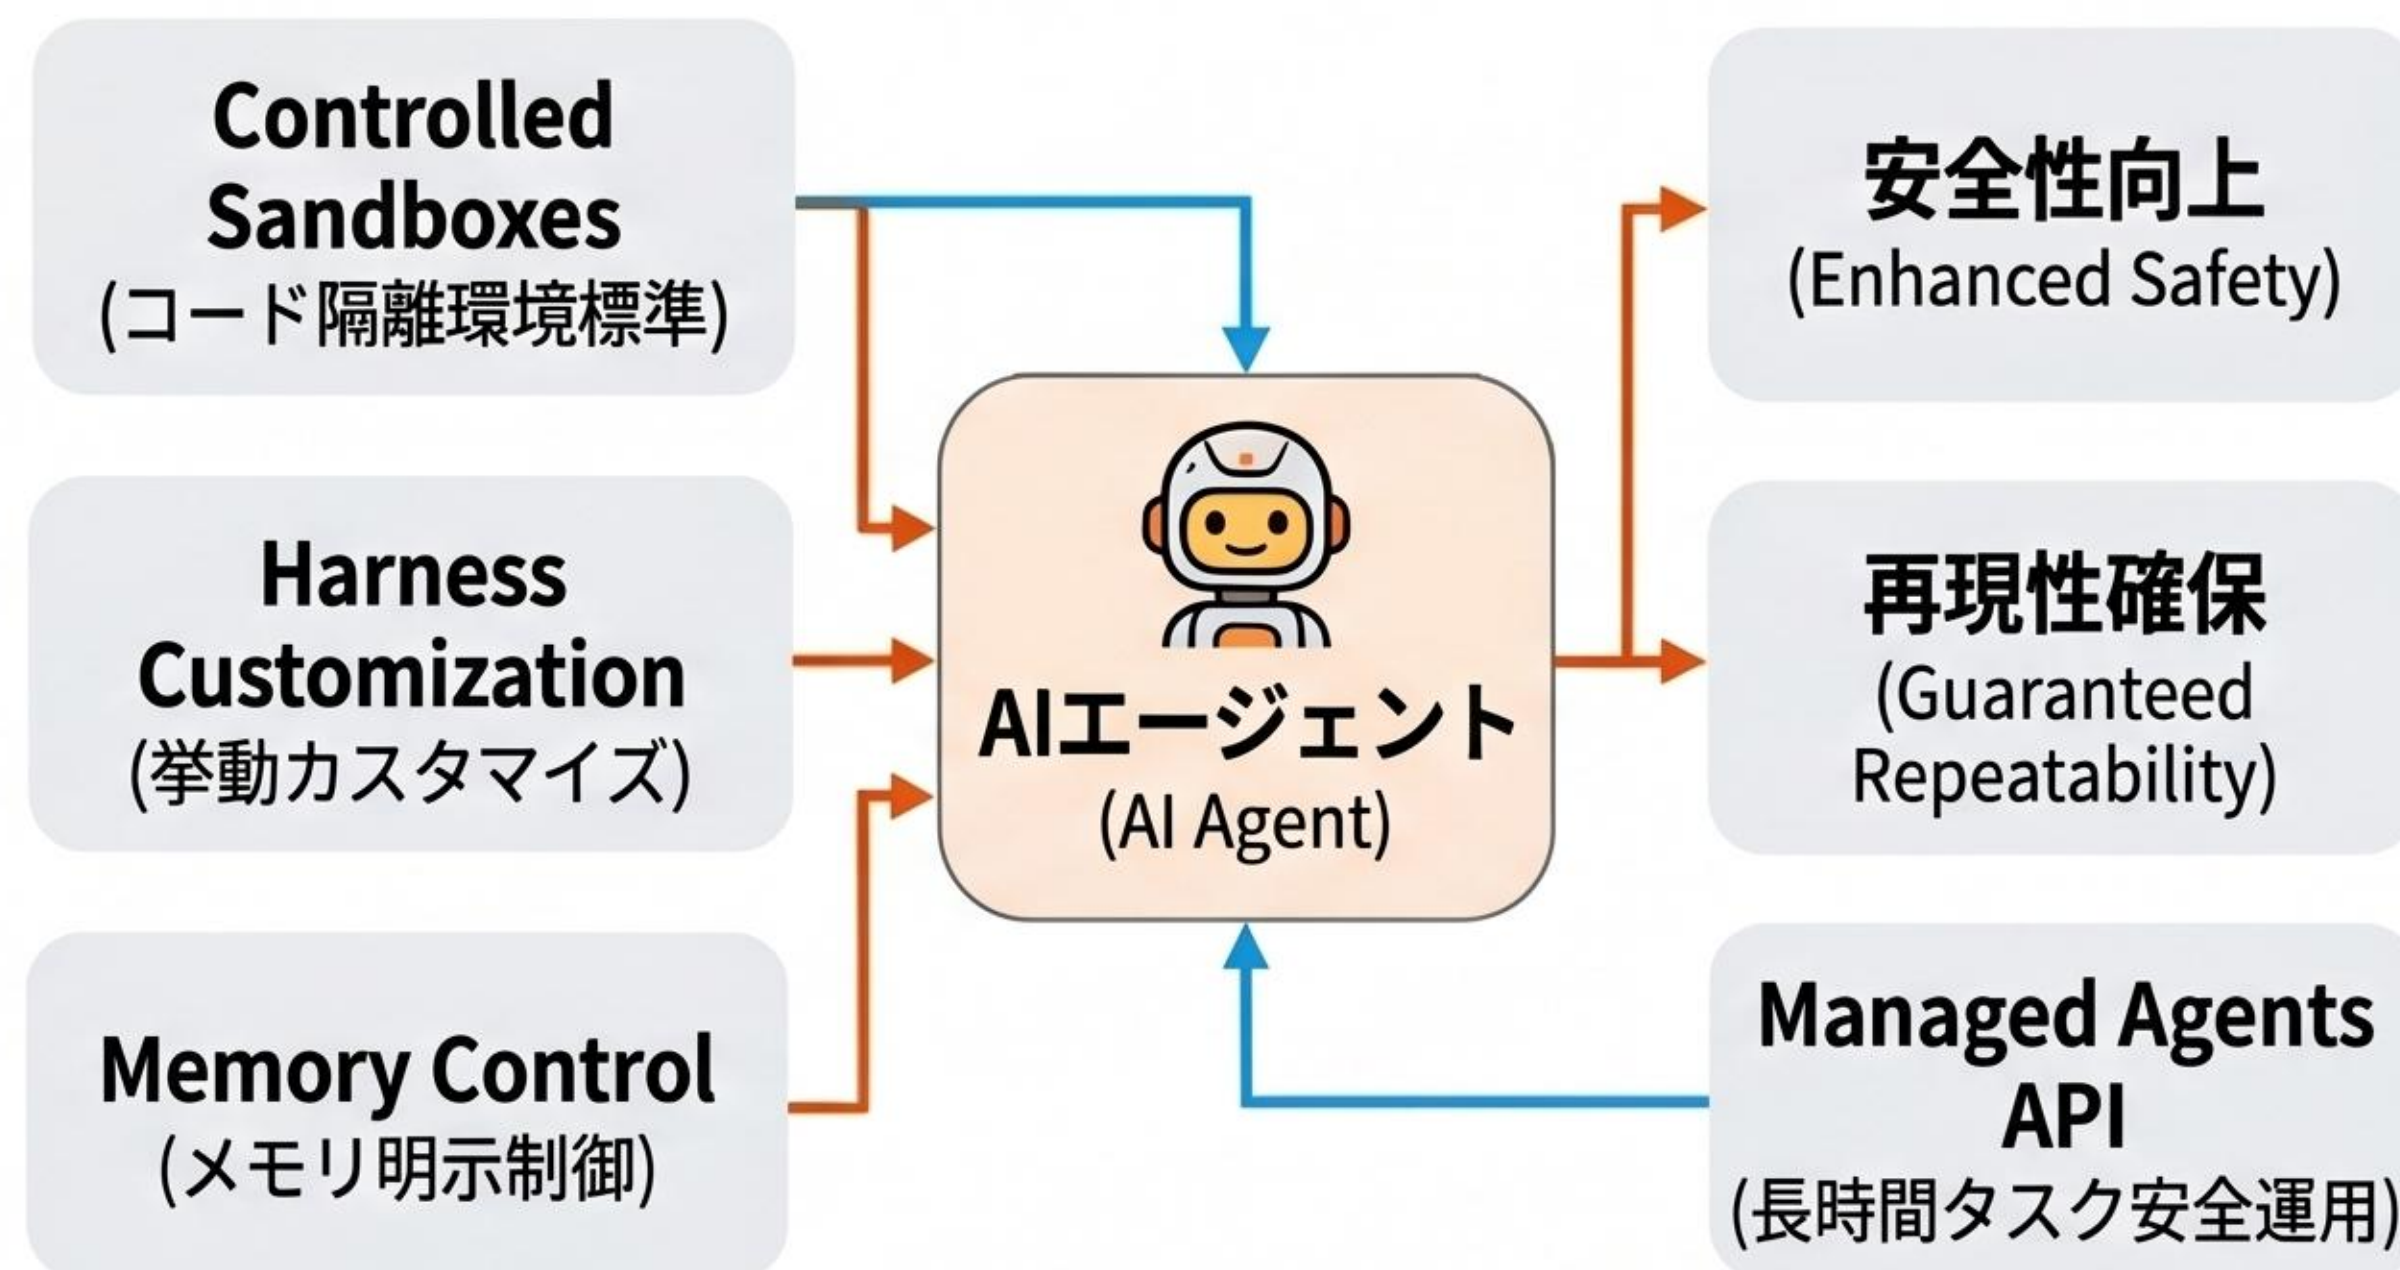 Controlled
Sandboxes
(コード隔離環境標準)
Harness
Customization
(挙動カスタマイズ)
Memory Control
(メモリ明示制御)
AIエージェント
(AI Agent)
安全性向上
(Enhanced Safety)
再現性確保
(Guaranteed
Repeatability)
Managed Agents
API
(長時間タスク安全運用)